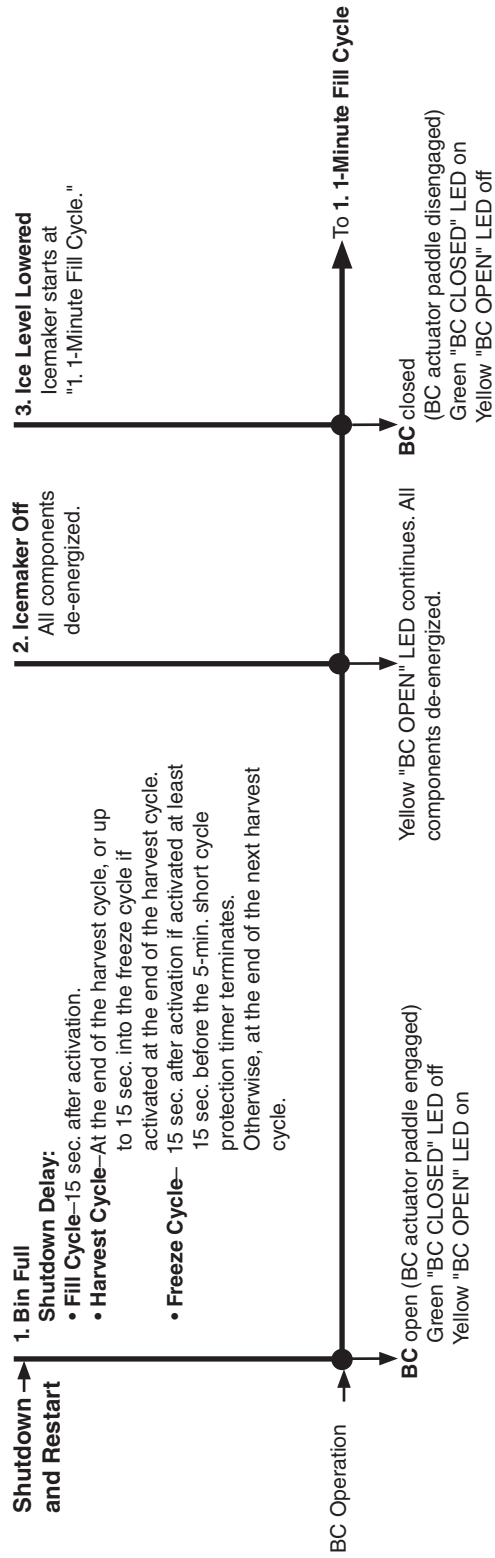 Shutdown
and Restart
1. Bin Full
Shutdown Delay:
• Fill Cycle–15 sec. after activation.
• Harvest Cycle–At the end of the harvest cycle, or up
to 15 sec. into the freeze cycle if
activated at the end of the harvest cycle.
• Freeze Cycle– 15 sec. after activation if activated at least
15 sec. before the 5-min. short cycle
protection timer terminates.
Otherwise, at the end of the next harvest
cycle.
2. Icemaker Off
All components
de-energized.
3. Ice Level Lowered
Icemaker starts at
"1. 1-Minute Fill Cycle."
BC Operation
To 1. 1-Minute Fill Cycle
BC open (BC actuator paddle engaged)
Green "BC CLOSED" LED off
Yellow "BC OPEN" LED on
Yellow "BC OPEN" LED continues. All
components de-energized.
BC closed
(BC actuator paddle disengaged)
Green "BC CLOSED" LED on
Yellow "BC OPEN" LED off